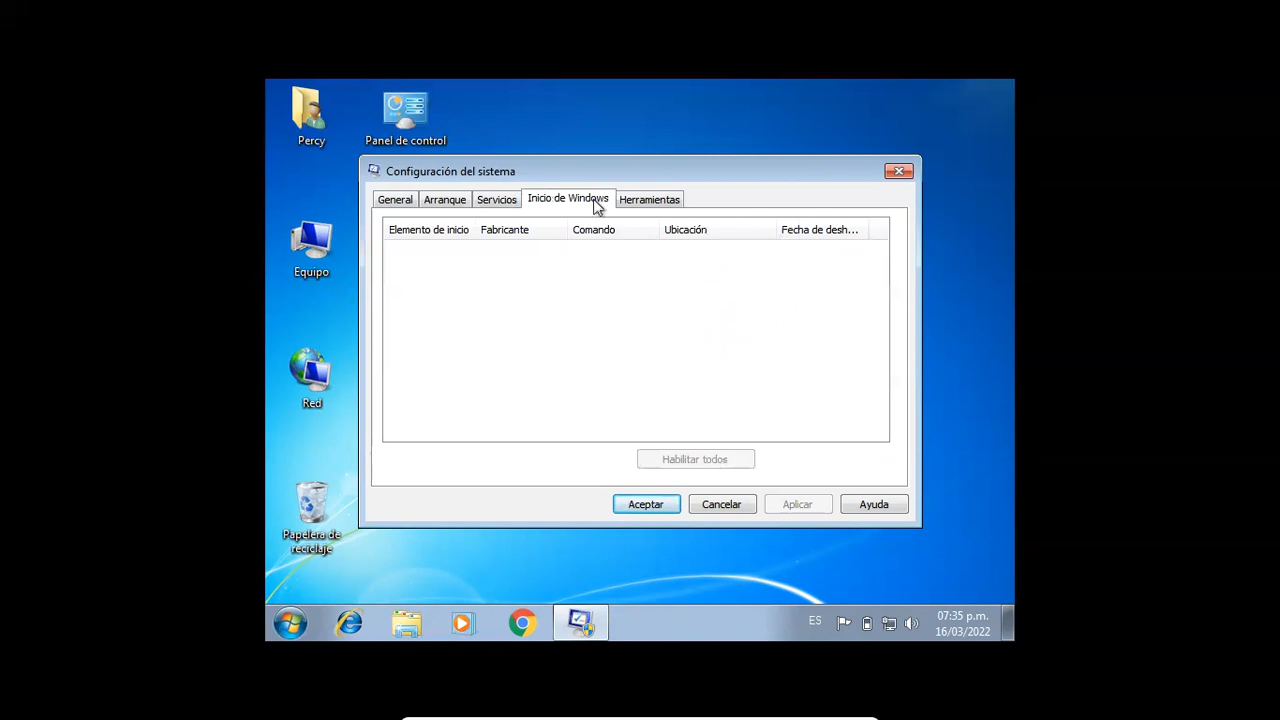 Percy
Panel de control
Configuración del sistema
General
Arranque
Servicios
Inicio de Windows
Herramientas
Elemento de inicio
Fabricante
Comando
Ubicación
Fecha de desh...
Equipo
Red
Habilitar todos
Aceptar
Cancelar
Aplicar
Ayuda
Papelera de
reciclaje
ES
07:35 p.m.
16/03/2022